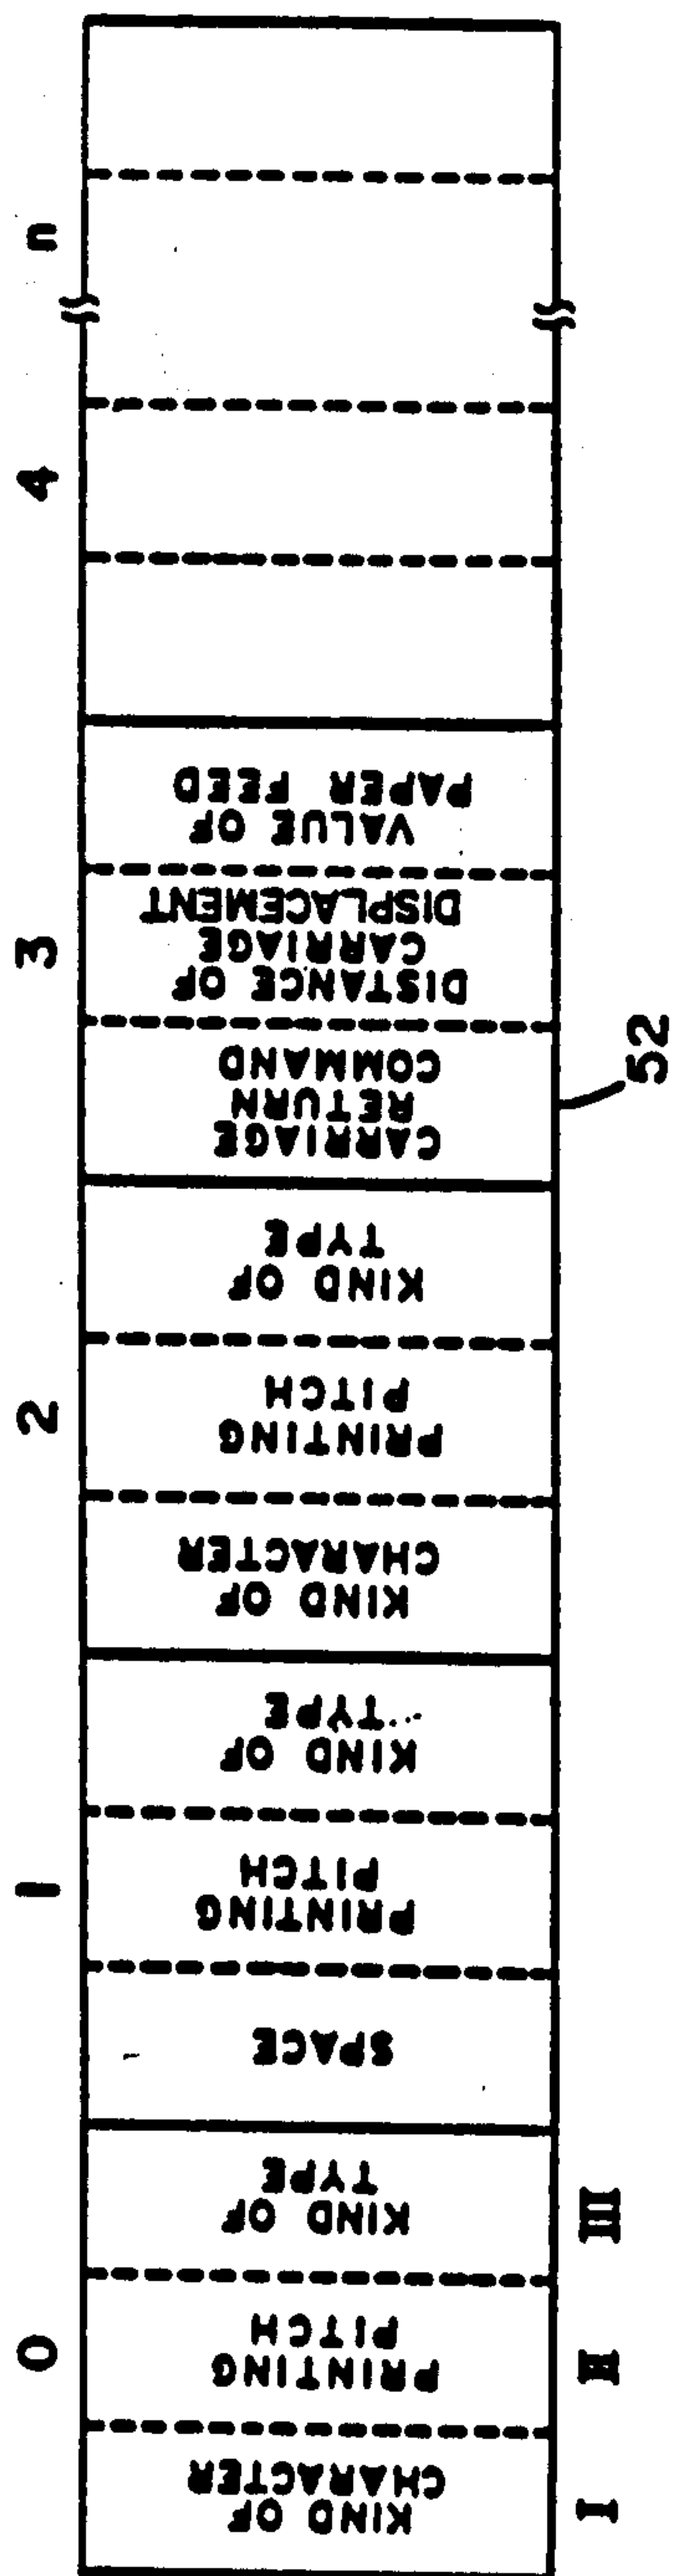 0
1
2
3
4
n
KIND OF
CHARACTER
PRINTING
PITCH
KIND OF
TYPE
SPACE
PRINTING
PITCH
KIND OF
TYPE
KIND OF
CHARACTER
PRINTING
PITCH
KIND OF
TYPE
CARRIAGE
RETURN
COMMAND
DISTANCE OF
CARRIAGE
DISPLACEMENT
VALUE OF
PAPER FEED
I
II
III
52